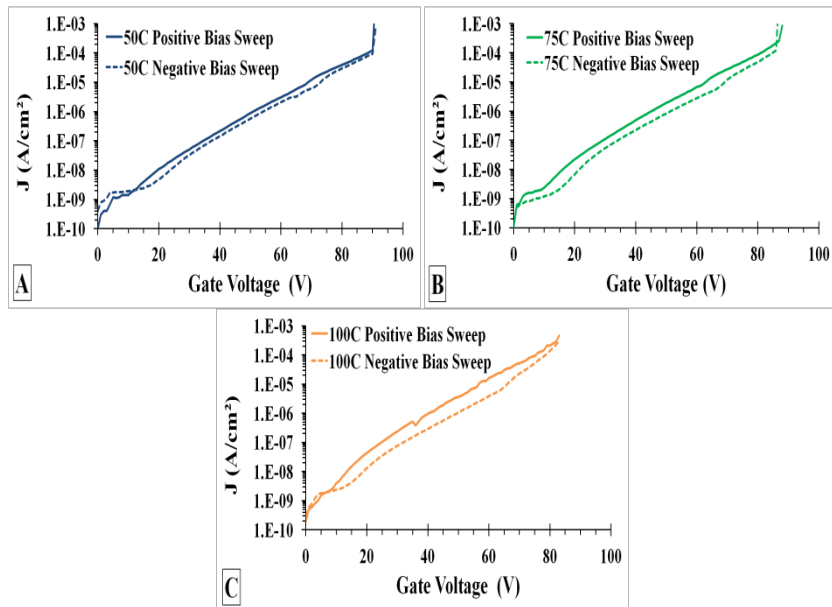 1.E-03
1.E-04
1.E-05
1.E-06
1.E-07
1.E-08
1.E-09
1.E-10
J (A/cm²)
50C Positive Bias Sweep
50C Negative Bias Sweep
0 20 40 60 80 100
Gate Voltage (V)
A
1.E-03
1.E-04
1.E-05
1.E-06
1.E-07
1.E-08
1.E-09
1.E-10
J (A/cm²)
75C Positive Bias Sweep
75C Negative Bias Sweep
0 20 40 60 80 100
Gate Voltage (V)
B
1.E-03
1.E-04
1.E-05
1.E-06
1.E-07
1.E-08
1.E-09
1.E-10
J (A/cm²)
100C Positive Bias Sweep
100C Negative Bias Sweep
0 20 40 60 80 100
Gate Voltage (V)
C